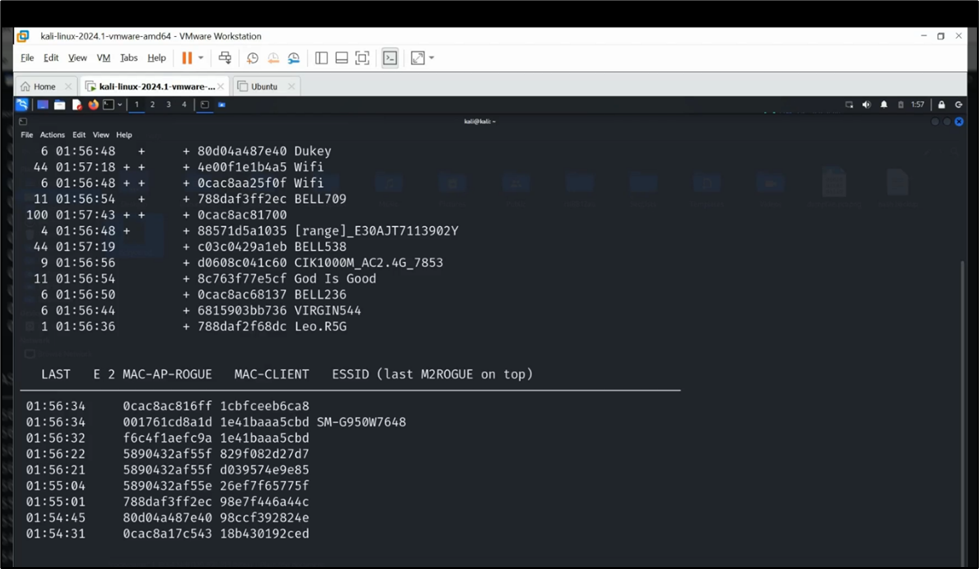 kali-linux-2024.1-vmware-amd64 - VMware Workstation
File Edit View VM Tabs Help
Home kali-linux-2024.1-vmware-... Ubuntu
1 2 3 4 1:57
kali@kali: ~
File Actions Edit View Help
6 01:56:48 + + 80d04a487e40 Dukey
44 01:57:18 + + + 4e00f1e1b4a5 Wifi
6 01:56:48 + + + 0cac8aa25f0f Wifi
11 01:56:54 + + 788daf3ff2ec BELL709
100 01:57:43 + + + 0cac8ac81700
4 01:56:48 + + 88571d5a1035 [range]_E30AJT7113902Y
44 01:57:19 + c03c0429a1eb BELL538
9 01:56:56 + d0608c041c60 CIK1000M_AC2.4G_7853
11 01:56:54 + 8c763f77e5cf God Is Good
6 01:56:50 + 0cac8ac68137 BELL236
6 01:56:44 + 6815903bb736 VIRGIN544
1 01:56:36 + 788daf2f68dc Leo.R5G
LAST E 2 MAC-AP-ROGUE MAC-CLIENT ESSID (last M2ROGUE on top)
01:56:34 0cac8ac816ff 1cbfceeb6ca8
01:56:34 001761cd8a1d 1e41baaa5cbd SM-G950W7648
01:56:32 f6c4f1aefc9a 1e41baaa5cbd
01:56:22 5890432af55f 829f082d27d7
01:56:21 5890432af55f d039574e9e85
01:55:04 5890432af55e 26ef7f65775f
01:55:01 788daf3ff2ec 98e7f446a44c
01:54:45 80d04a487e40 98ccf392824e
01:54:31 0cac8a17c543 18b430192ced